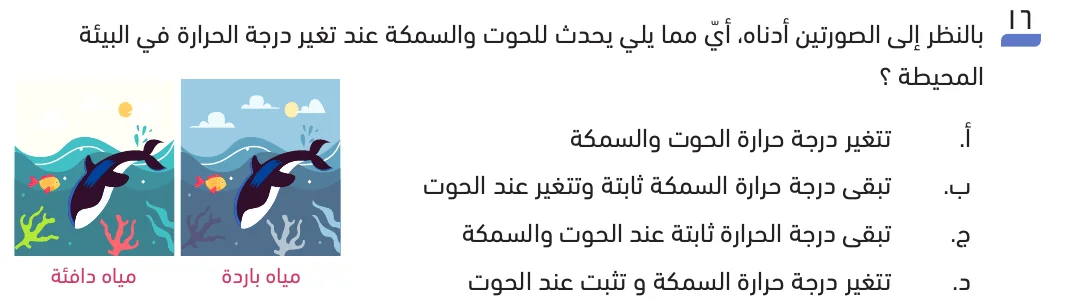 ١٦
بالنظر إلى الصورتين أدناه، أيّ مما يلي يحدث للحوت والسمكة عند تغير درجة الحرارة في البيئة
المحيطة ؟
أ. تتغير درجة حرارة الحوت والسمكة
ب. تبقى درجة حرارة السمكة ثابتة وتتغير عند الحوت
ج. تبقى درجة الحرارة ثابتة عند الحوت والسمكة
د. تتغير درجة حرارة السمكة و تثبت عند الحوت
مياه باردة
مياه دافئة